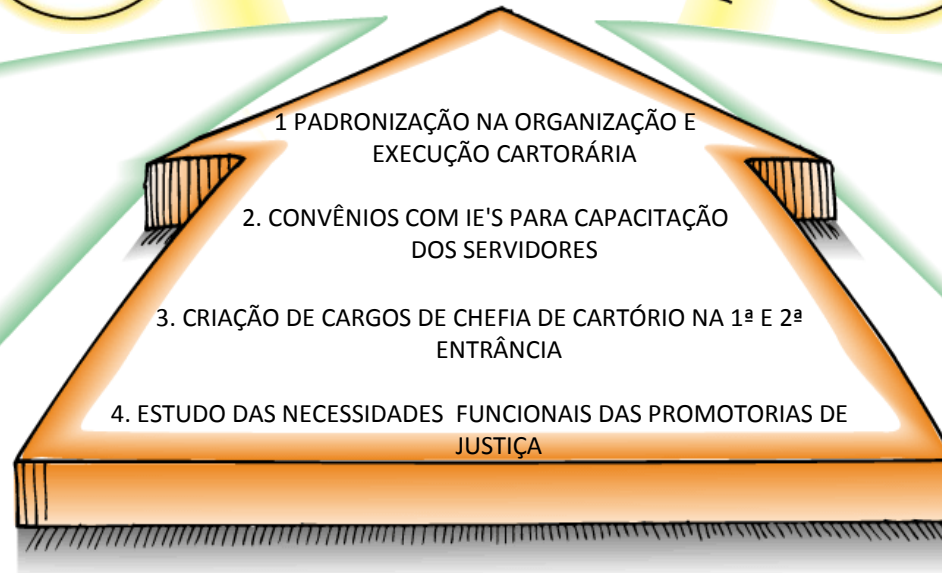 1 PADRONIZAÇÃO NA ORGANIZAÇÃO E
EXECUÇÃO CARTORÁRIA
2. CONVÊNIOS COM IE'S PARA CAPACITAÇÃO
DOS SERVIDORES
3. CRIAÇÃO DE CARGOS DE CHEFIA DE CARTÓRIO NA 1ª E 2ª
ENTRÂNCIA
4. ESTUDO DAS NECESSIDADES FUNCIONAIS DAS PROMOTORIAS DE
JUSTIÇA